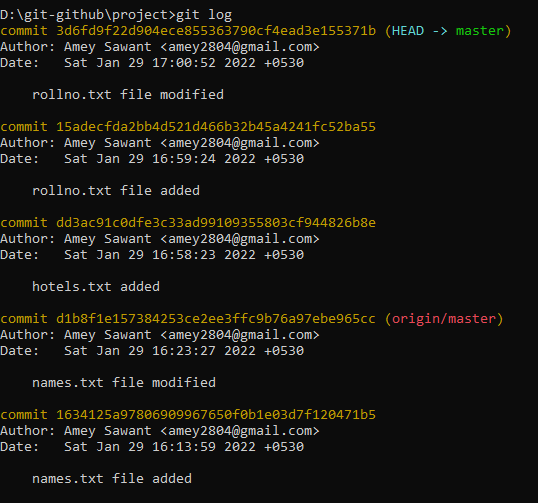 D:\git-github\project>git log
commit 3d6fd9f22d904ece855363790cf4ead3e155371b (HEAD -> master)
Author: Amey Sawant <amey2804@gmail.com>
Date:   Sat Jan 29 17:00:52 2022 +0530
    rollno.txt file modified
commit 15adecfda2bb4d521d466b32b45a4241fc52ba55
Author: Amey Sawant <amey2804@gmail.com>
Date:   Sat Jan 29 16:59:24 2022 +0530
    rollno.txt file added
commit dd3ac91c0dfe3c33ad99109355803cf944826b8e
Author: Amey Sawant <amey2804@gmail.com>
Date:   Sat Jan 29 16:58:23 2022 +0530
    hotels.txt added
commit d1b8f1e157384253ce2ee3ffc9b76a97ebe965cc (origin/master)
Author: Amey Sawant <amey2804@gmail.com>
Date:   Sat Jan 29 16:23:27 2022 +0530
    names.txt file modified
commit 1634125a97806909967650f0b1e03d7f120471b5
Author: Amey Sawant <amey2804@gmail.com>
Date:   Sat Jan 29 16:13:59 2022 +0530
    names.txt file added